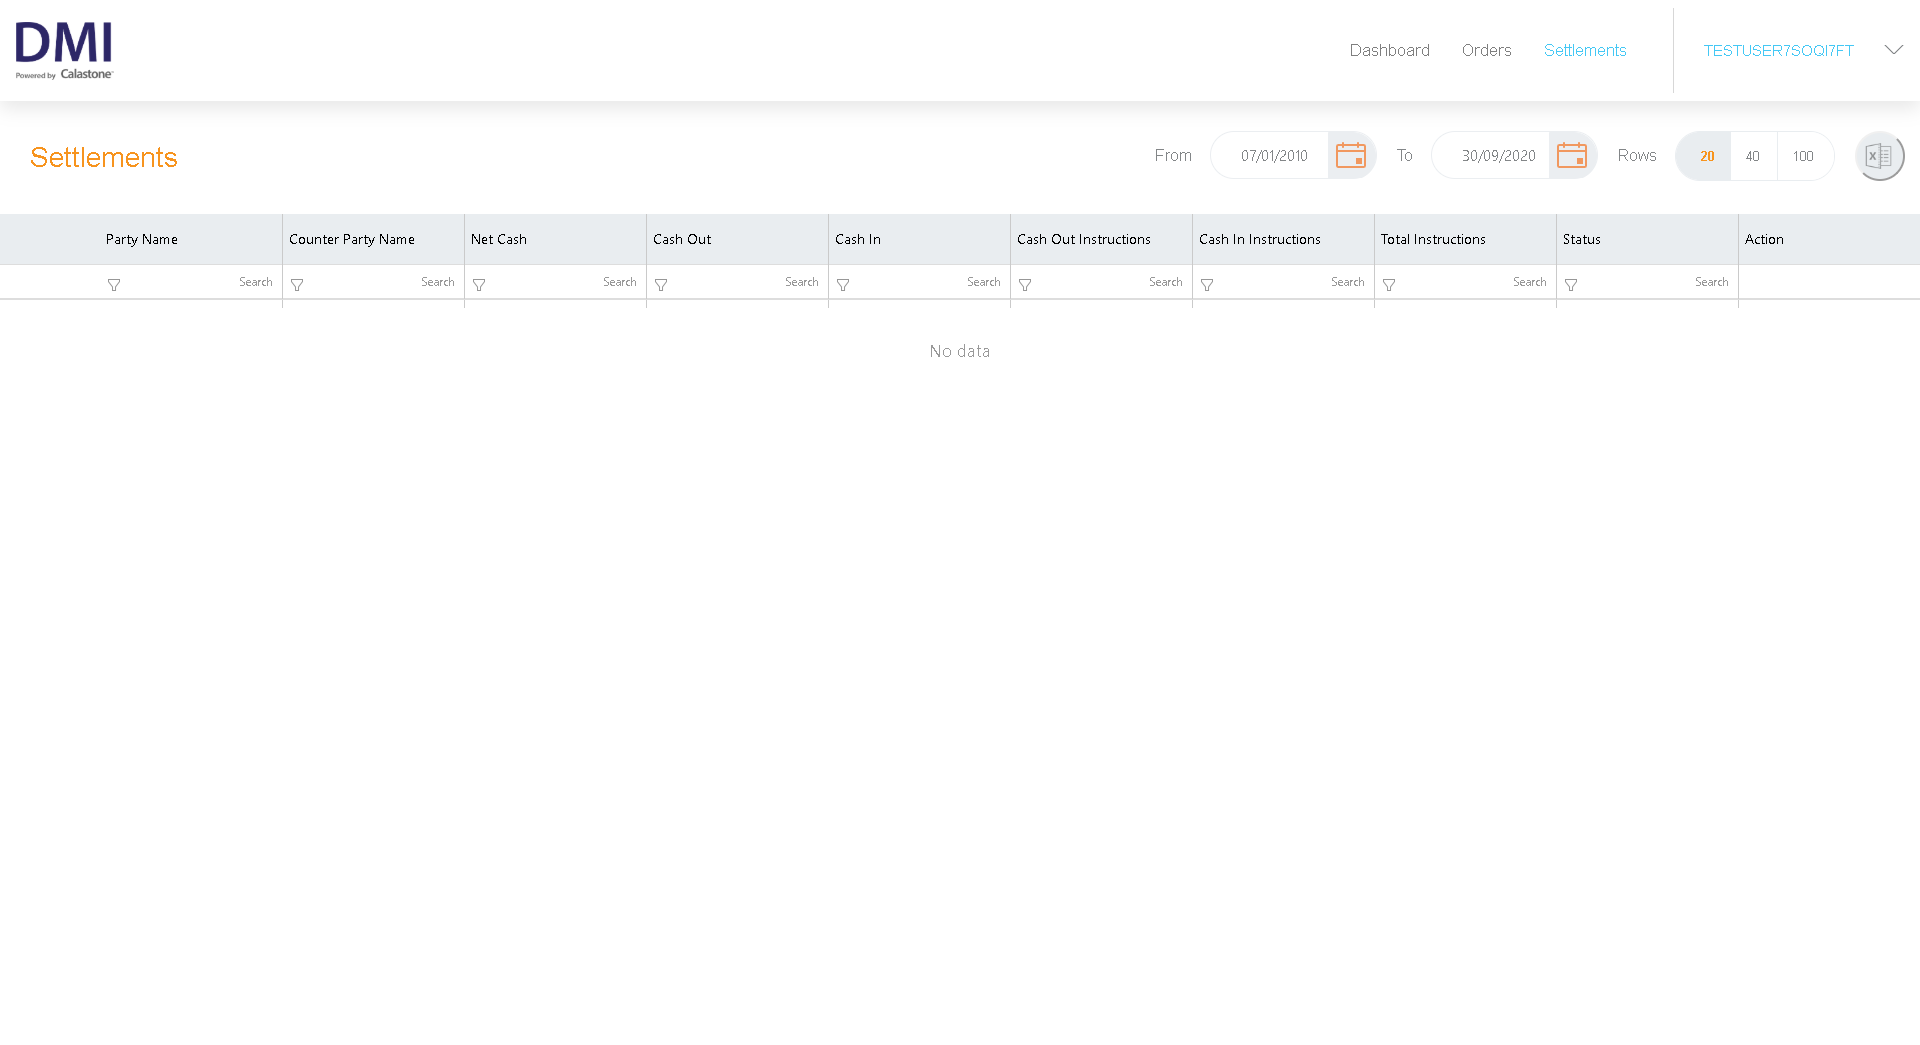 DMI
Powered by Calastone
Dashboard Orders Settlements TESTUSER7SOQI7FT
Settlements From 07/01/2010 To 30/09/2020 Rows 20 40 100
Party Name Counter Party Name Net Cash Cash Out Cash In Cash Out Instructions Cash In Instructions Total Instructions Status Action
Search Search Search Search Search Search Search Search Search
No data